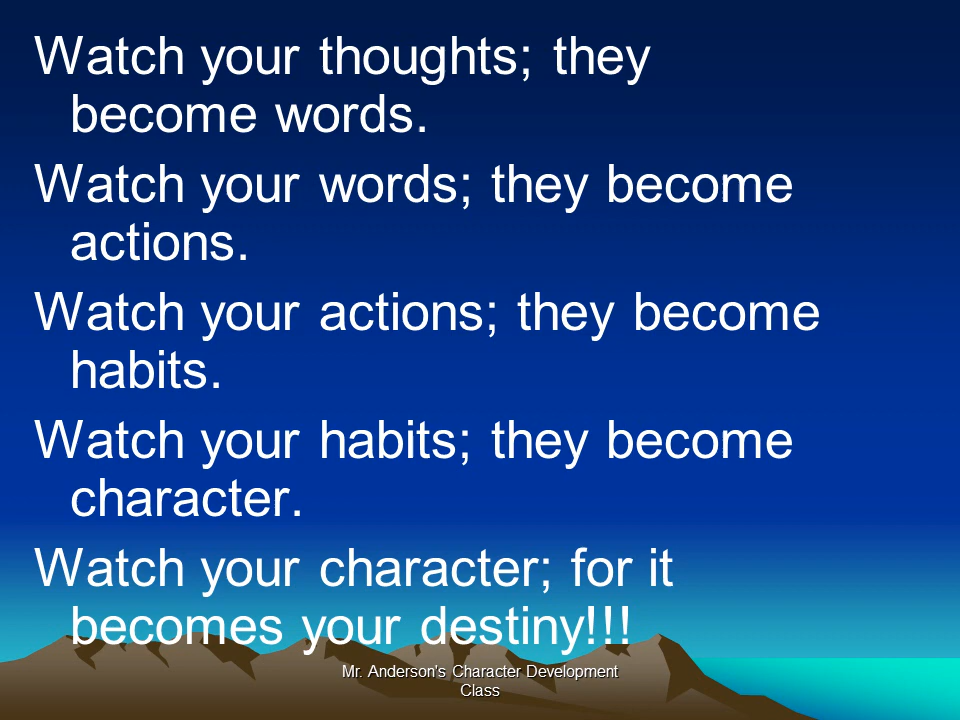 Watch your thoughts; they
become words.
Watch your words; they become
actions.
Watch your actions; they become
habits.
Watch your habits; they become
character.
Watch your character; for it
becomes your destiny!!!
Mr. Anderson's Character Development
Class